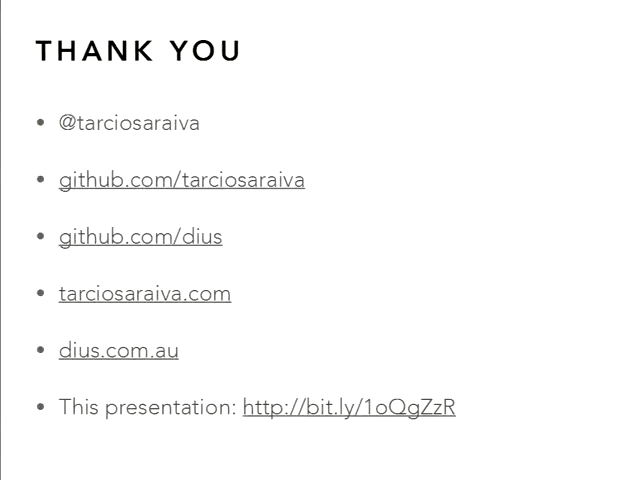 THANK YOU
• @tarciosaraiva
• github.com/tarciosaraiva
• github.com/dius
• tarciosaraiva.com
• dius.com.au
• This presentation: http://bit.ly/1oQgZzR